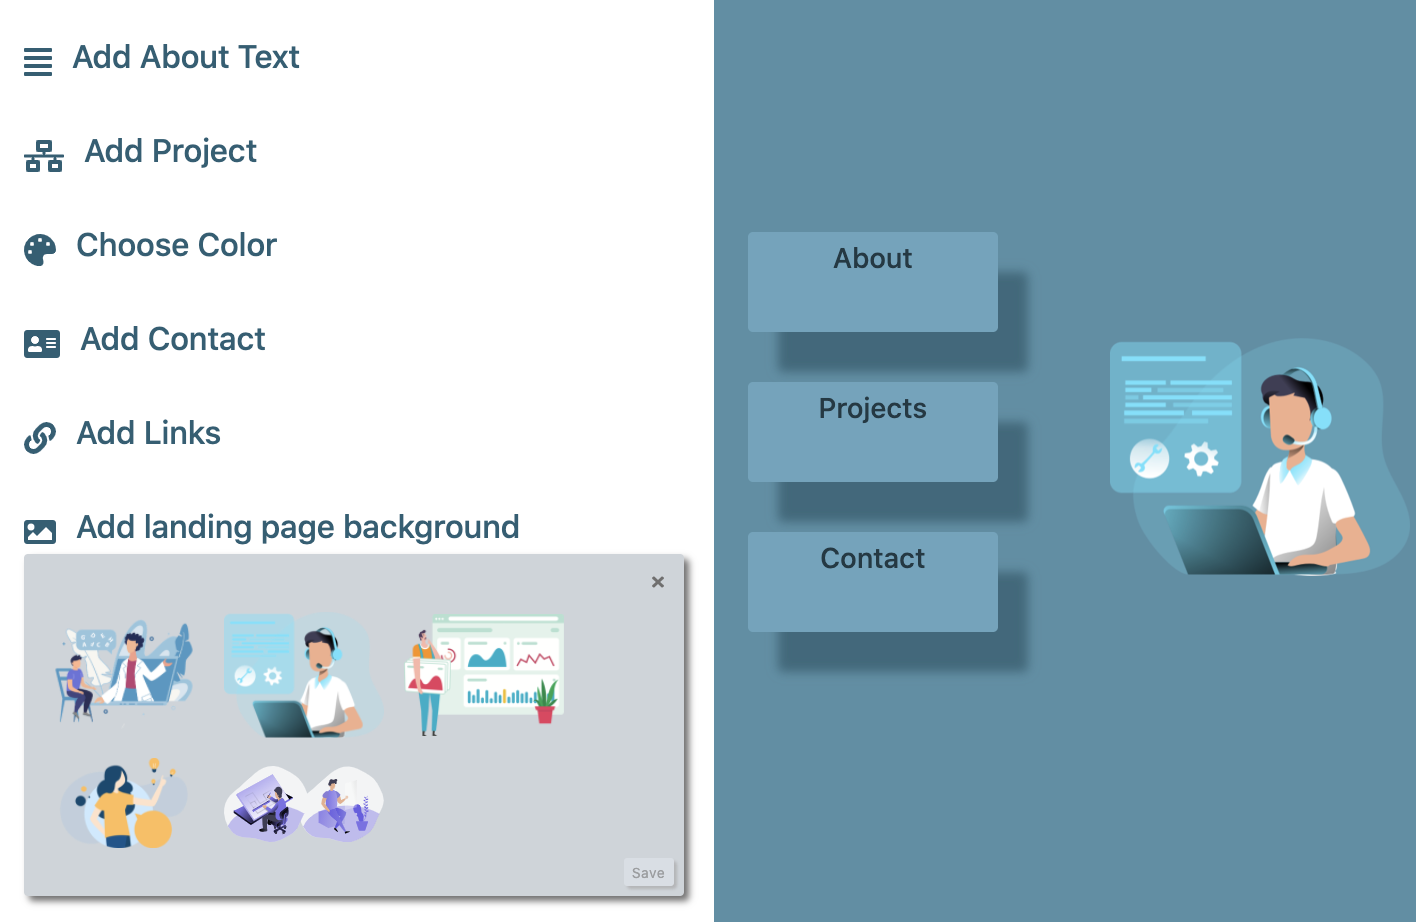 Add About Text
Add Project
Choose Color
Add Contact
Add Links
Add landing page background
×
Save
About
Projects
Contact